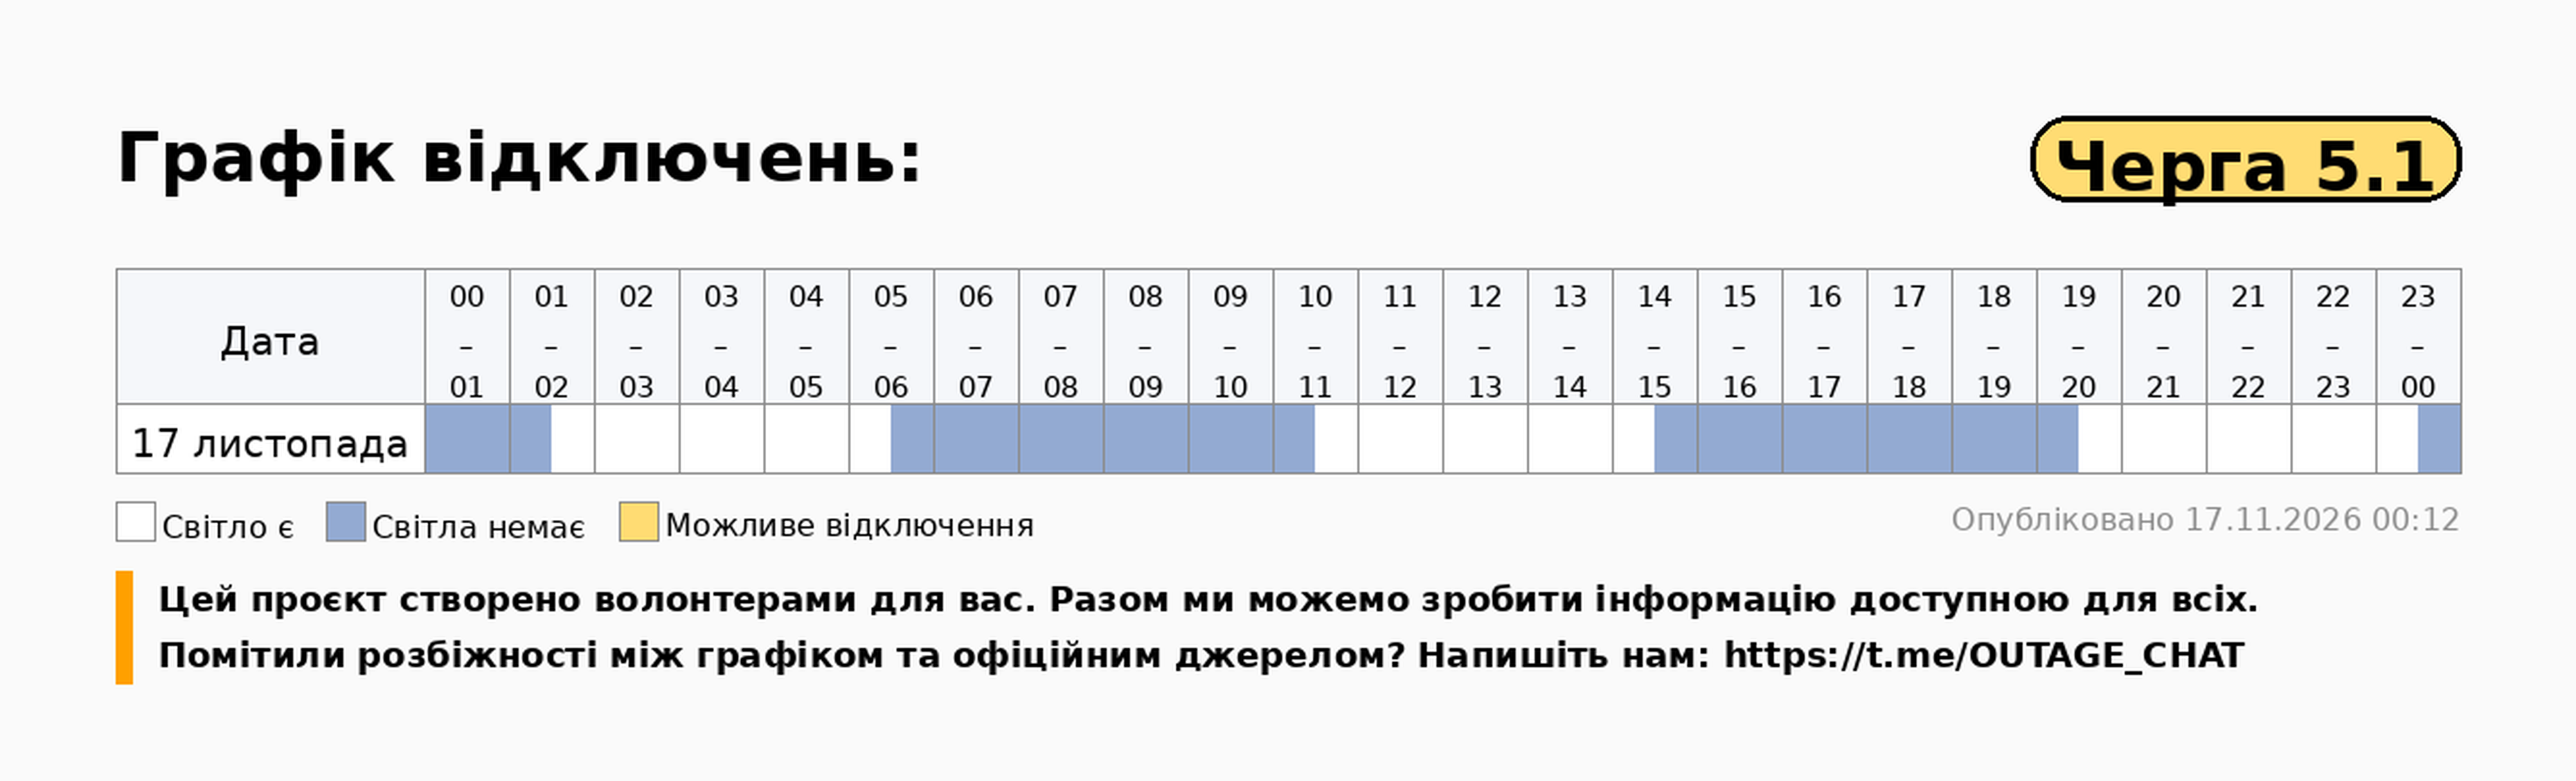 Графік відключень:
Черга 5.1
Дата
00 – 01
01 – 02
02 – 03
03 – 04
04 – 05
05 – 06
06 – 07
07 – 08
08 – 09
09 – 10
10 – 11
11 – 12
12 – 13
13 – 14
14 – 15
15 – 16
16 – 17
17 – 18
18 – 19
19 – 20
20 – 21
21 – 22
22 – 23
23 – 00
17 листопада
Світло є
Світла немає
Можливе відключення
Опубліковано 17.11.2026 00:12
Цей проєкт створено волонтерами для вас. Разом ми можемо зробити інформацію доступною для всіх.
Помітили розбіжності між графіком та офіційним джерелом? Напишіть нам: https://t.me/OUTAGE_CHAT